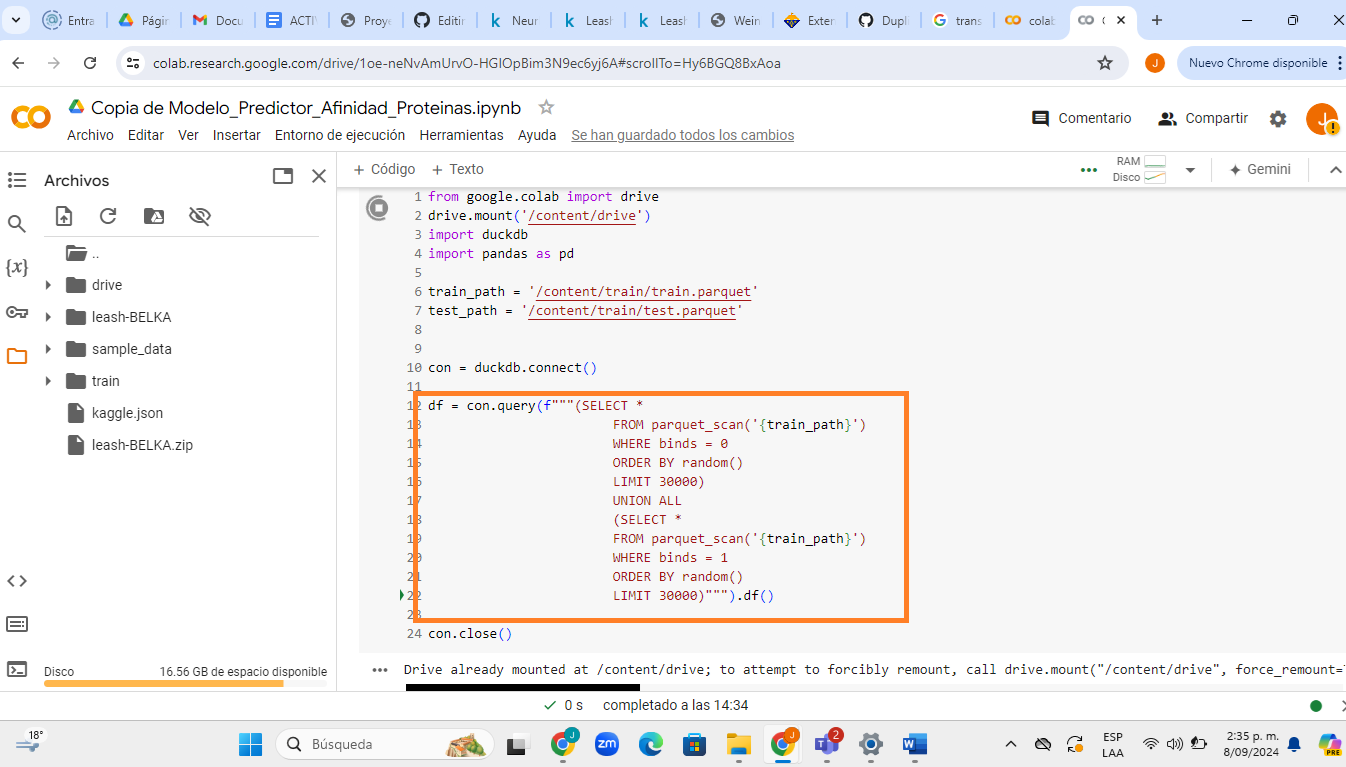 Entra
Págir
Docu
ACTI
Proye
Editin
Neur
Leash
Leash
Wein
Exter
Dupl
trans
colab
colab.research.google.com/drive/1oe-neNvAmUrvO-HGIOpBim3N9ec6yj6A#scrollTo=Hy6BGQ8BxAoa
J
Nuevo Chrome disponible
Copia de Modelo_Predictor_Afinidad_Proteinas.ipynb
Archivo Editar Ver Insertar Entorno de ejecución Herramientas Ayuda Se han guardado todos los cambios
Comentario
Compartir
J
Archivos
+ Código + Texto
RAM
Disco
Gemini
..
drive
leash-BELKA
sample_data
train
kaggle.json
leash-BELKA.zip
Disco 16.56 GB de espacio disponible
1 from google.colab import drive
2 drive.mount('/content/drive')
3 import duckdb
4 import pandas as pd
5
6 train_path = '/content/train/train.parquet'
7 test_path = '/content/train/test.parquet'
8
9
10 con = duckdb.connect()
11
12 df = con.query(f"""(SELECT *
13 FROM parquet_scan('{train_path}')
14 WHERE binds = 0
15 ORDER BY random()
16 LIMIT 30000)
17 UNION ALL
18 (SELECT *
19 FROM parquet_scan('{train_path}')
20 WHERE binds = 1
21 ORDER BY random()
22 LIMIT 30000)""").df()
23
24 con.close()
Drive already mounted at /content/drive; to attempt to forcibly remount, call drive.mount("/content/drive", force_remount=
0 s completado a las 14:34
18°
Búsqueda
J
zm
J
2
W
ESP
LAA
2:35 p. m.
8/09/2024
PRE